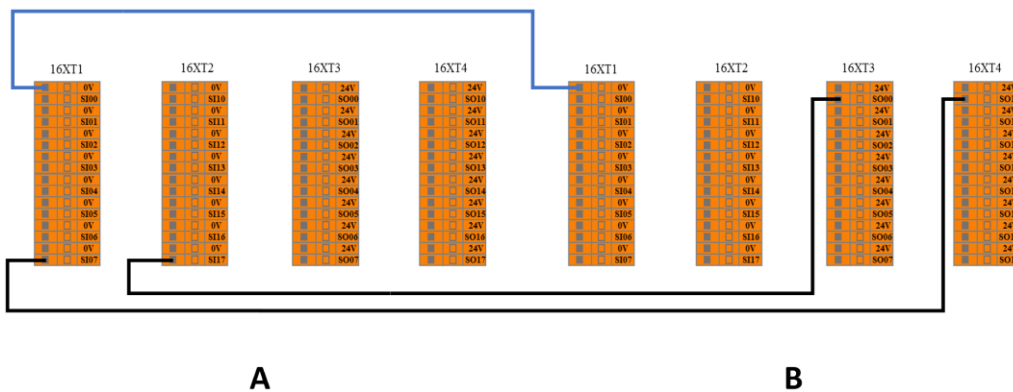 16XT1 16XT2 16XT3 16XT4 16XT1 16XT2 16XT3 16XT4
0V 0V 24V 24V 0V 0V 24V
SI00 SI10 SO00 SO10 SI00 SI10 SO00
0V 0V 24V 24V 0V 0V 24V
SI01 SI11 SO01 SO11 SI01 SI11 SO01
0V 0V 24V 24V 0V 0V 24V
SI02 SI12 SO02 SO12 SI02 SI12 SO02
0V 0V 24V 24V 0V 0V 24V
SI03 SI13 SO03 SO13 SI03 SI13 SO03
0V 0V 24V 24V 0V 0V 24V
SI04 SI14 SO04 SO14 SI04 SI14 SO04
0V 0V 24V 24V 0V 0V 24V
SI05 SI15 SO05 SO15 SI05 SI15 SO05
0V 0V 24V 24V 0V 0V 24V
SI06 SI16 SO06 SO16 SI06 SI16 SO06
0V 0V 24V 24V 0V 0V 24V
SI07 SI17 SO07 SO17 SI07 SI17 SO07
A B